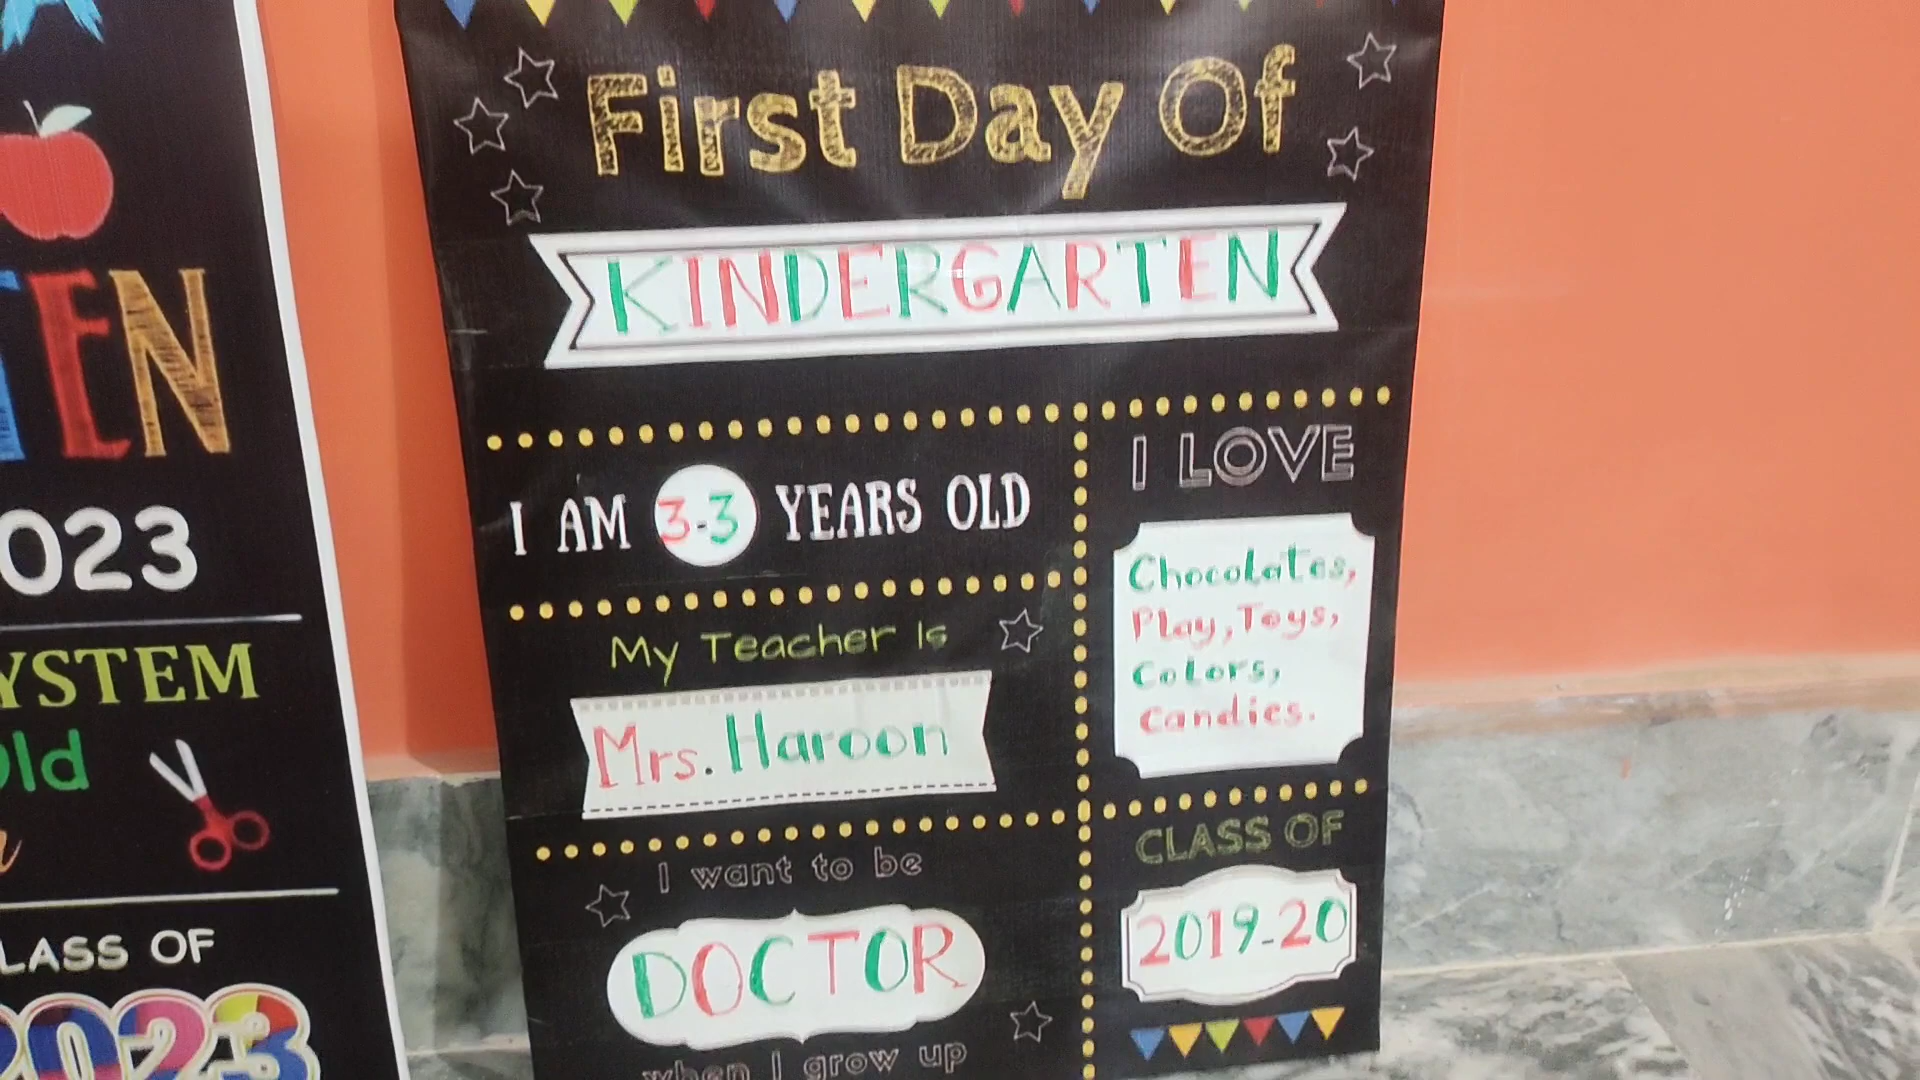 TEN
023
YSTEM
Old
LASS OF
2023
First Day Of
KINDERGARTEN
I AM 3-3 YEARS OLD
My Teacher Is
Mrs. Haroon
I want to be
DOCTOR
when I grow up
I LOVE
Chocolates,
Play, Toys,
Colors,
Candies.
CLASS OF
2019-20